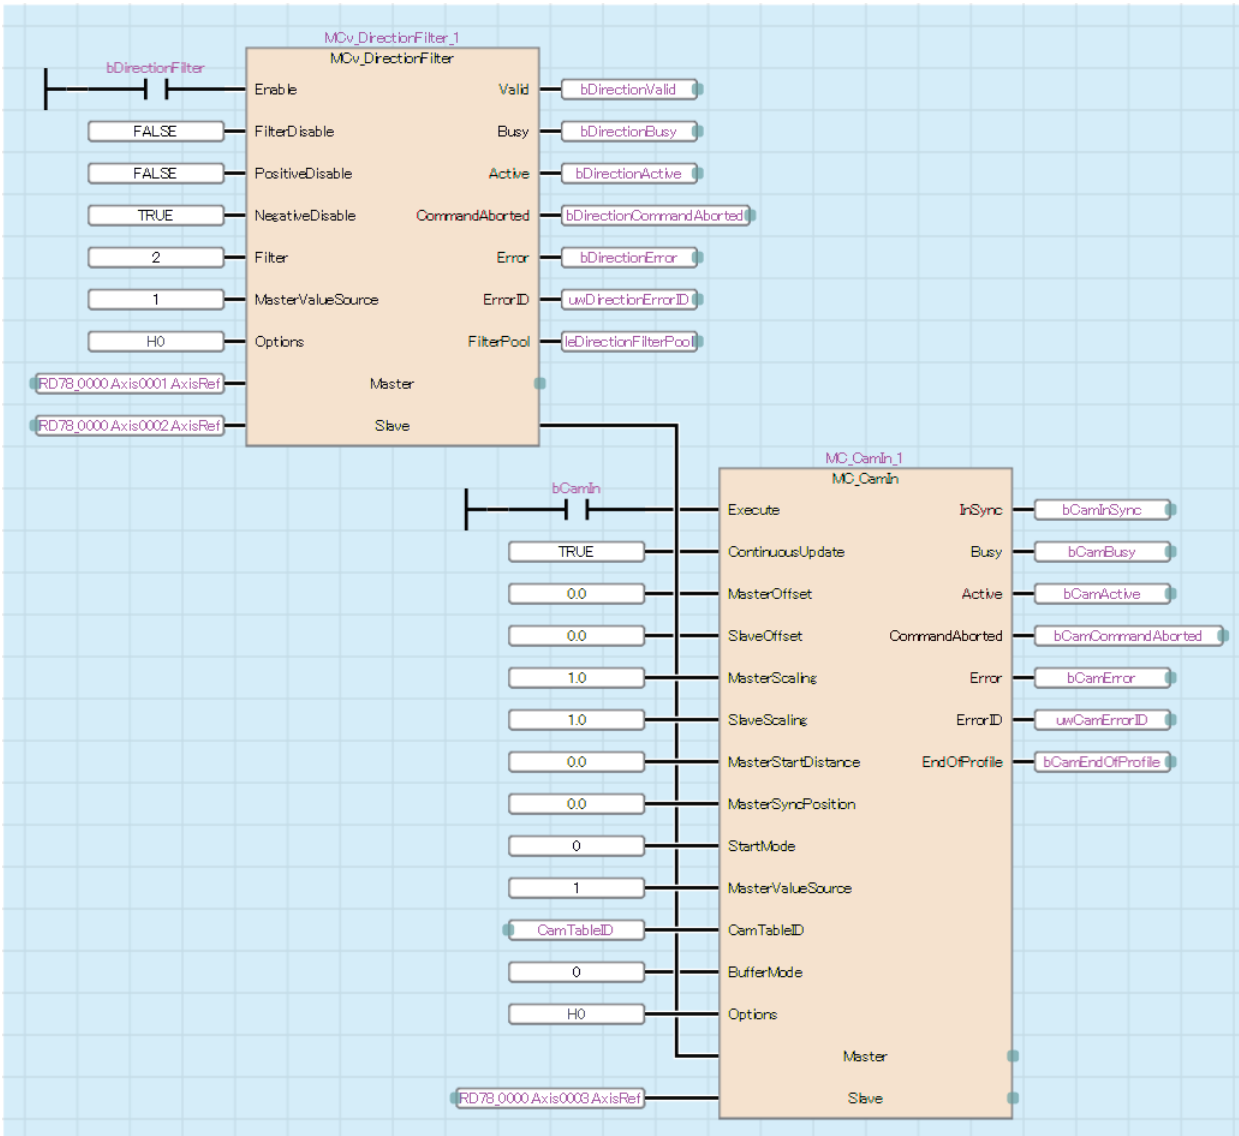 MCv_DirectionFilter_1
MCv_DirectionFilter
bDirectionFilter
Enable
Valid
bDirectionValid
FALSE
FilterDisable
Busy
bDirectionBusy
FALSE
PositiveDisable
Active
bDirectionActive
TRUE
NegativeDisable
CommandAborted
bDirectionCommandAborted
2
Filter
Error
bDirectionError
1
MasterValueSource
ErrorID
uwDirectionErrorID
H0
Options
FilterPool
leDirectionFilterPool
RD78_0000.Axis0001.AxisRef
Master
RD78_0000.Axis0002.AxisRef
Slave
MC_CamIn_1
MC_CamIn
bCamIn
Execute
InSync
bCamInSync
TRUE
ContinuousUpdate
Busy
bCamBusy
0.0
MasterOffset
Active
bCamActive
0.0
SlaveOffset
CommandAborted
bCamCommandAborted
1.0
MasterScaling
Error
bCamError
1.0
SlaveScaling
ErrorID
uwCamErrorID
0.0
MasterStartDistance
EndOfProfile
bCamEndOfProfile
0.0
MasterSyncPosition
0
StartMode
1
MasterValueSource
CamTableID
CamTableID
0
BufferMode
H0
Options
Master
RD78_0000.Axis0003.AxisRef
Slave